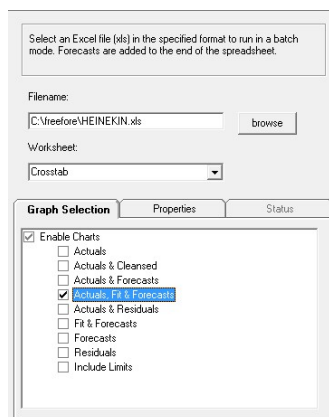 Select an Excel file (xls) in the specified format to run in a batch
mode. Forecasts are added to the end of the spreadsheet.
Filename:
C:\freefore\HEINEKIN.xls
browse
Worksheet:
Crosstab
Graph Selection Properties Status
Enable Charts
Actuals
Actuals & Cleansed
Actuals & Forecasts
Actuals, Fit & Forecasts
Actuals & Residuals
Fit & Forecasts
Forecasts
Residuals
Include Limits